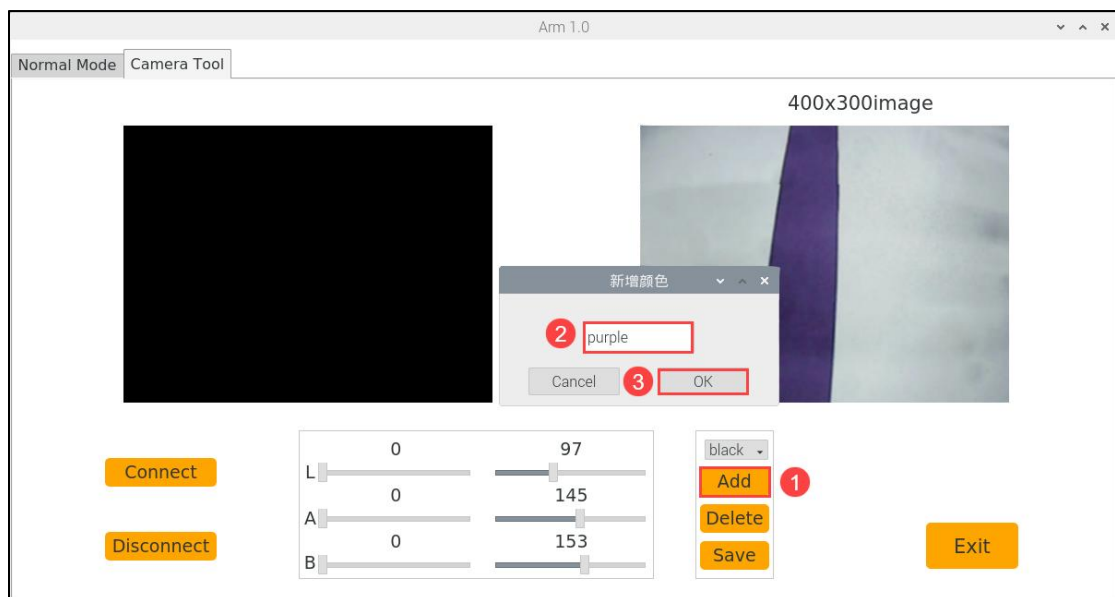 Arm 1.0
Normal Mode Camera Tool
400x300image
新增颜色
2 purple
Cancel 3 OK
Connect
Disconnect
L 0 97
A 0 145
B 0 153
black
Add 1
Delete
Save
Exit